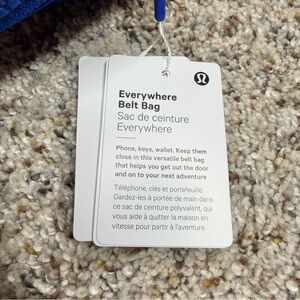 Everywhere
Belt Bag
Sac de ceinture
Everywhere
Phone, keys, wallet. Keep them
close in this versatile belt bag
that helps you get out the door
and on to your next adventure
Téléphone, clés et portefeuille.
Gardez-les à portée de main dans
ce sac de ceinture polyvalent, qui
vous aide à quitter la maison en
vitesse pour partir à l'aventure